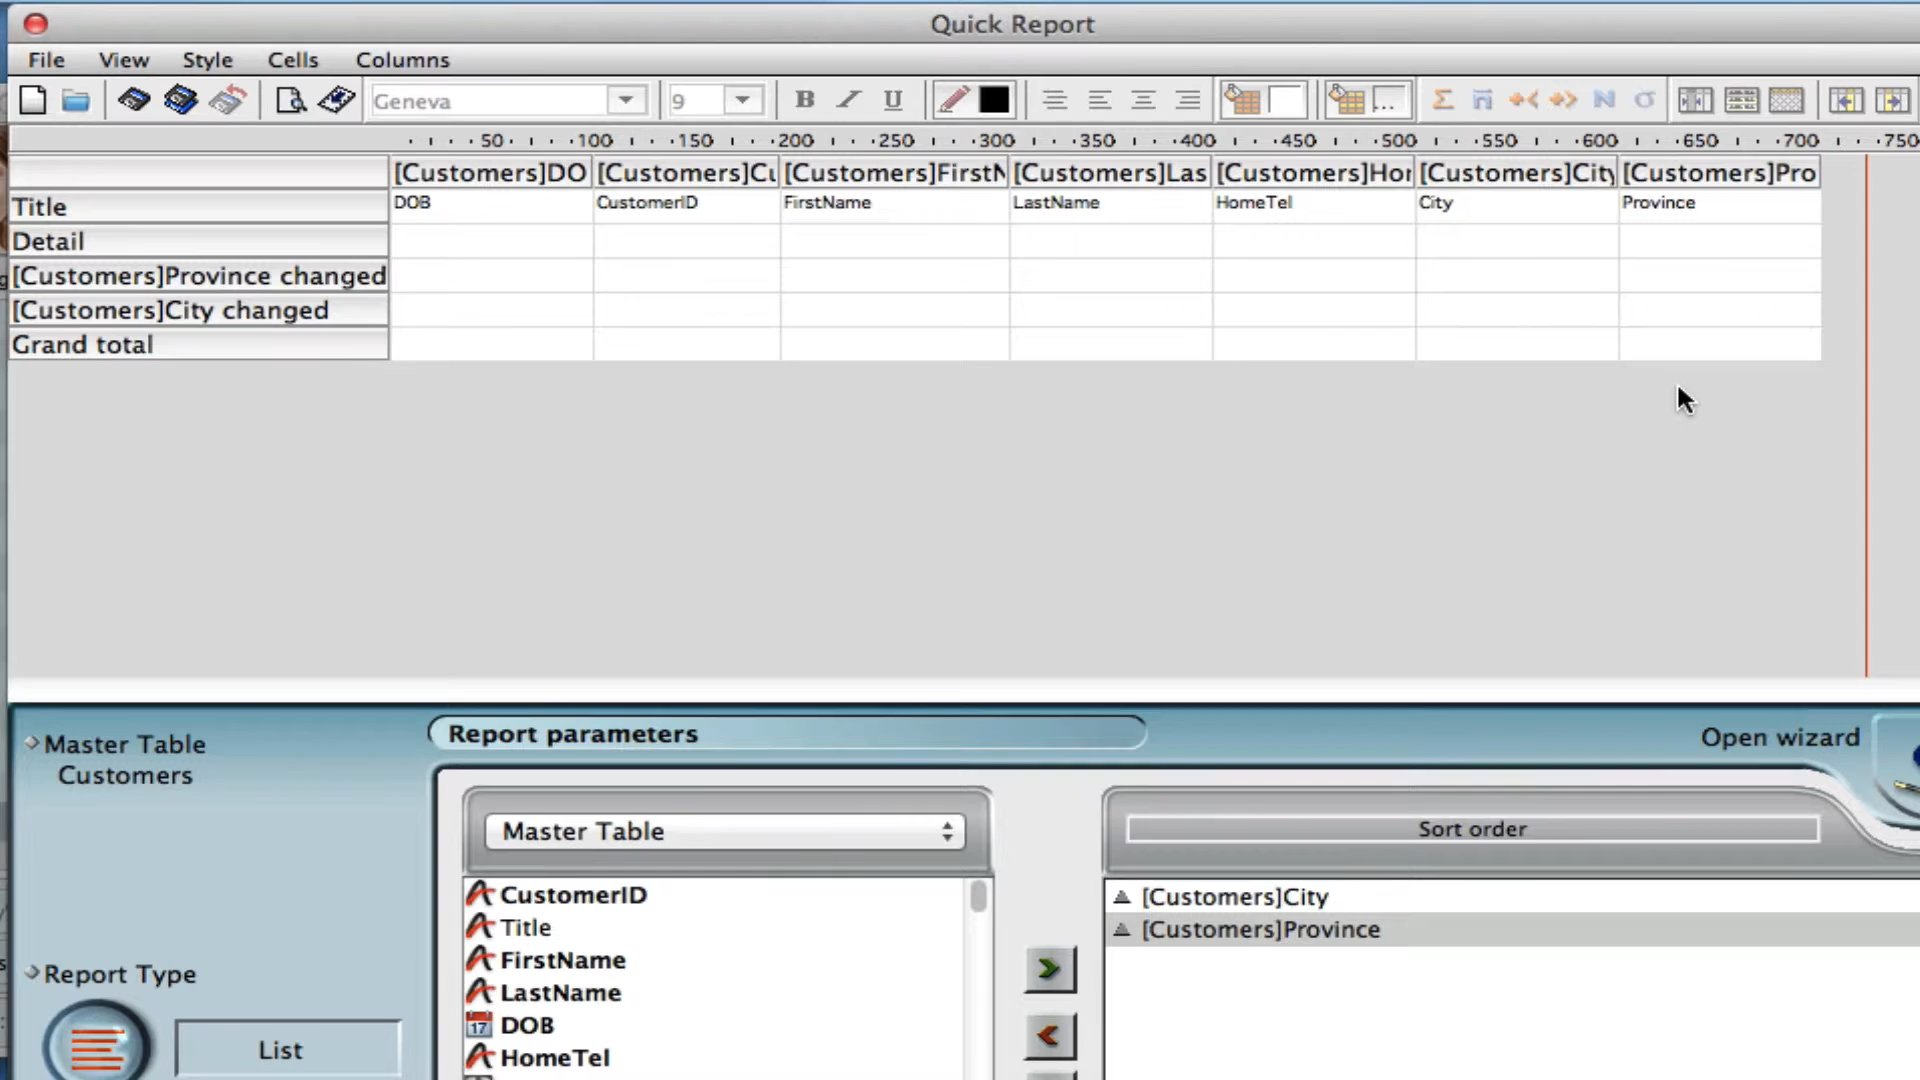 Quick Report
File View Style Cells Columns
Geneva 9 B I U Σ n N σ
50 100 150 200 250 300 350 400 450 500 550 600 650 700 750
[Customers]DO [Customers]Cu [Customers]FirstN [Customers]Las [Customers]Hor [Customers]City [Customers]Pro
Title DOB CustomerID FirstName LastName HomeTel City Province
Detail
[Customers]Province changed
[Customers]City changed
Grand total
Master Table
Customers
Report parameters
Open wizard
Master Table
Sort order
CustomerID
Title
FirstName
LastName
17 DOB
HomeTel
[Customers]City
[Customers]Province
Report Type
List